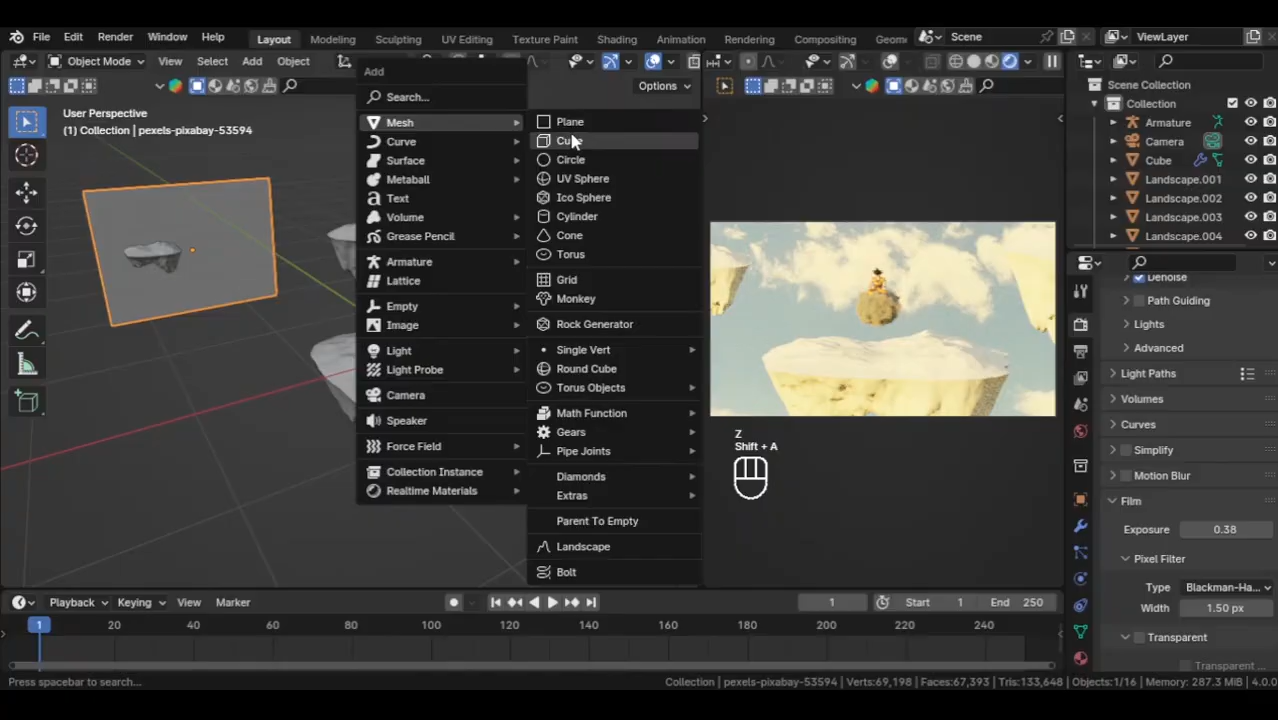 File Edit Render Window Help Layout Modeling Sculpting UV Editing Texture Paint Shading Animation Rendering Compositing Geome Scene ViewLayer
Object Mode View Select Add Object
Options
User Perspective
(1) Collection | pexels-pixabay-53594
Add
Search...
Mesh
Curve
Surface
Metaball
Text
Volume
Grease Pencil
Armature
Lattice
Empty
Image
Light
Light Probe
Camera
Speaker
Force Field
Collection Instance
Realtime Materials
Plane
Circle
UV Sphere
Ico Sphere
Cylinder
Cone
Torus
Grid
Monkey
Rock Generator
Single Vert
Round Cube
Torus Objects
Math Function
Gears
Pipe Joints
Diamonds
Extras
Parent To Empty
Landscape
Bolt
Z
Shift + A
Scene Collection
Collection
Armature
Camera
Cube
Landscape.001
Landscape.002
Landscape.003
Landscape.004
Denoise
Path Guiding
Lights
Advanced
Light Paths
Volumes
Curves
Simplify
Motion Blur
Film
Exposure 0.38
Pixel Filter
Type Blackman-Ha...
Width 1.50 px
Transparent
Transparent ...
Playback Keying View Marker 1 Start 1 End 250
1 20 40 60 80 100 120 140 160 180 200 220 240
Press spacebar to search...
Collection | pexels-pixabay-53594 | Verts:69,198 | Faces:67,393 | Tris:133,648 | Objects:1/16 | Memory: 287.3 MiB | 4.0.0